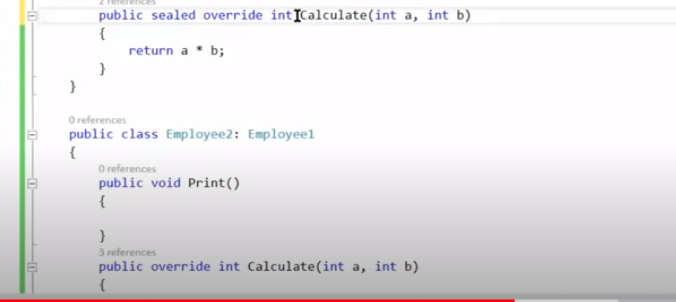 2 references
public sealed override int Calculate(int a, int b)
{
return a * b;
}
}
0 references
public class Employee2: Employee1
{
0 references
public void Print()
{
}
3 references
public override int Calculate(int a, int b)
{